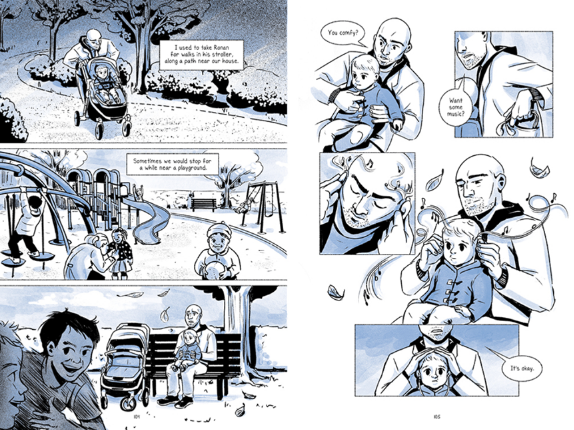 I used to take Ronan
for walks in his stroller,
along a path near our house.
Sometimes we would stop for
a while near a playground.
104
You comfy?
Want
some
music?
It's okay.
105